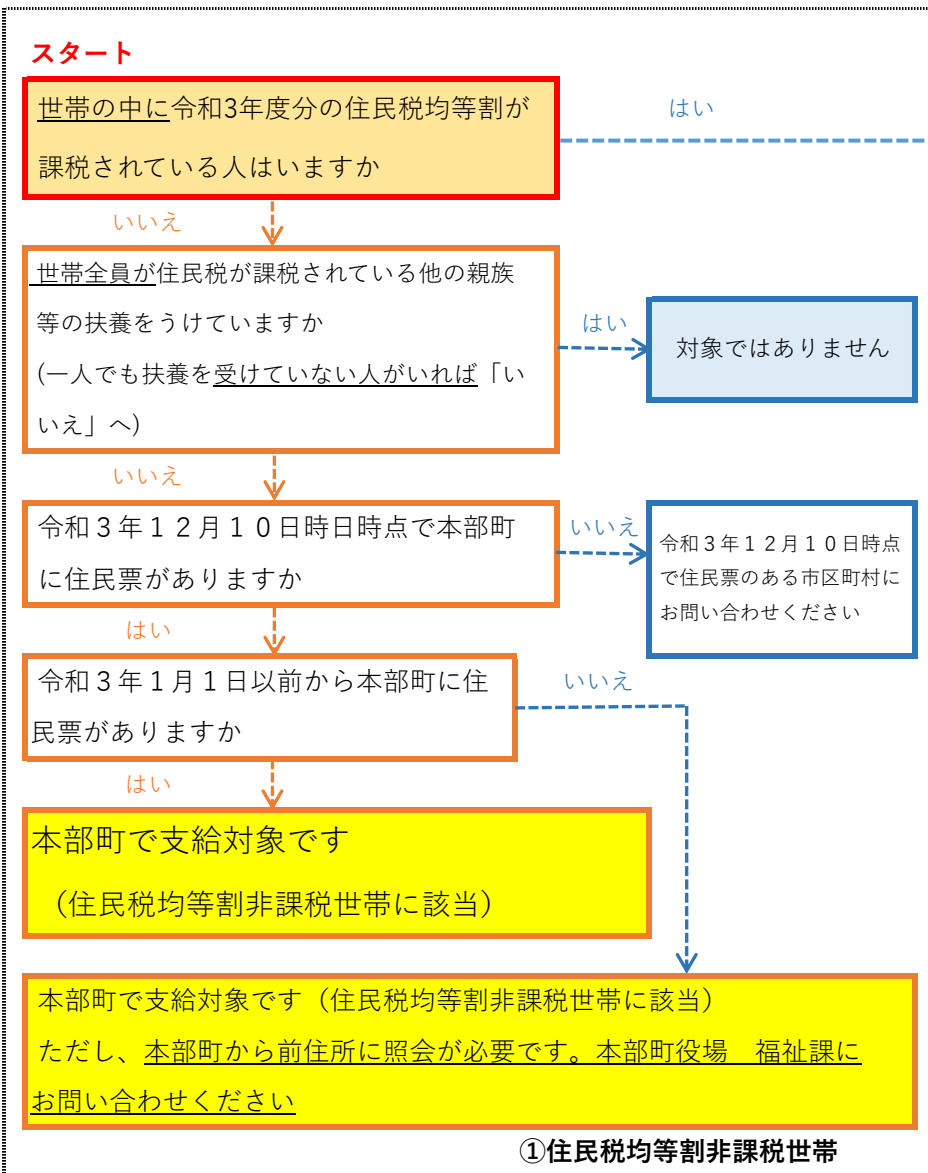 スタート
世帯の中に令和3年度分の住民税均等割が
課税されている人はいますか
はい
いいえ
世帯全員が住民税が課税されている他の親族
等の扶養をうけていますか
(一人でも扶養を受けていない人がいれば「い
いえ」へ)
はい
対象ではありません
いいえ
令和３年１２月１０日時日時点で本部町
に住民票がありますか
いいえ
令和３年１２月１０日時点
で住民票のある市区町村に
お問い合わせください
はい
令和３年１月１日以前から本部町に住
民票がありますか
いいえ
はい
本部町で支給対象です
（住民税均等割非課税世帯に該当）
本部町で支給対象です（住民税均等割非課税世帯に該当）
ただし、本部町から前住所に照会が必要です。本部町役場　福祉課に
お問い合わせください
①住民税均等割非課税世帯